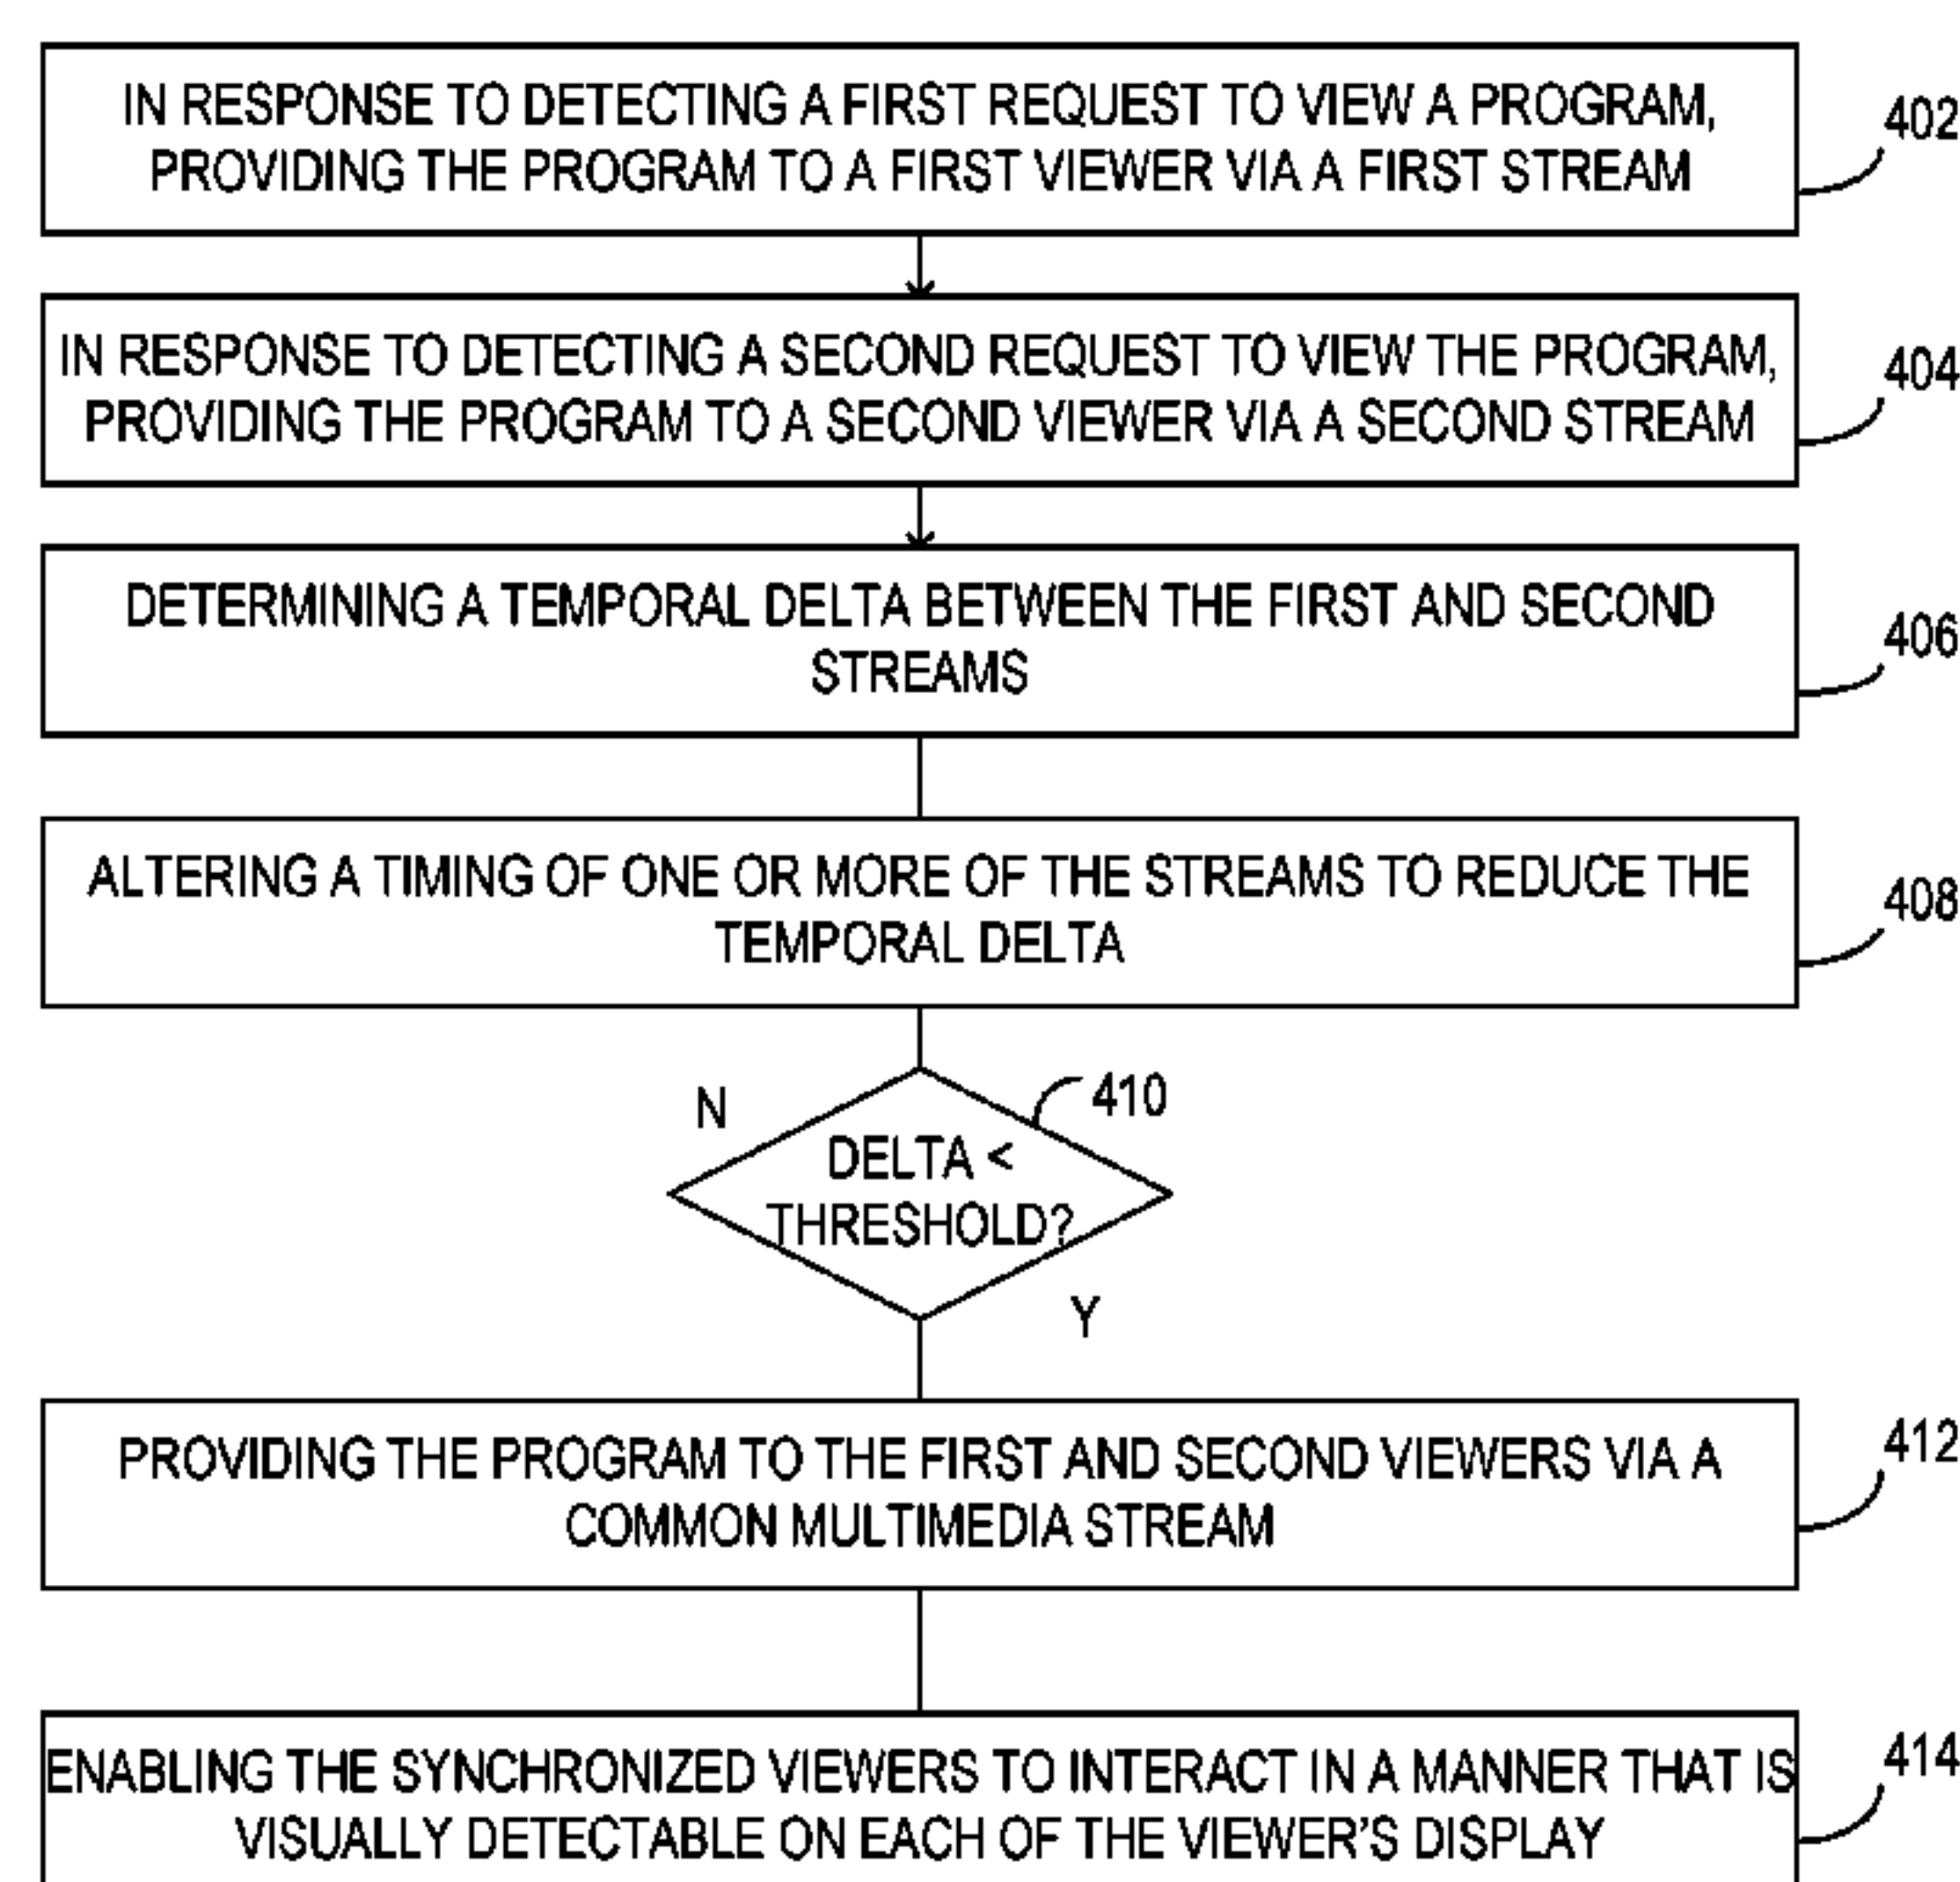 IN RESPONSE TO DETECTING A FIRST REQUEST TO VIEW A PROGRAM,
PROVIDING THE PROGRAM TO A FIRST VIEWER VIA A FIRST STREAM
402
IN RESPONSE TO DETECTING A SECOND REQUEST TO VIEW THE PROGRAM,
PROVIDING THE PROGRAM TO A SECOND VIEWER VIA A SECOND STREAM
404
DETERMINING A TEMPORAL DELTA BETWEEN THE FIRST AND SECOND
STREAMS
406
ALTERING A TIMING OF ONE OR MORE OF THE STREAMS TO REDUCE THE
TEMPORAL DELTA
408
N
410
DELTA <
THRESHOLD?
Y
PROVIDING THE PROGRAM TO THE FIRST AND SECOND VIEWERS VIA A
COMMON MULTIMEDIA STREAM
412
ENABLING THE SYNCHRONIZED VIEWERS TO INTERACT IN A MANNER THAT IS
VISUALLY DETECTABLE ON EACH OF THE VIEWER'S DISPLAY
414